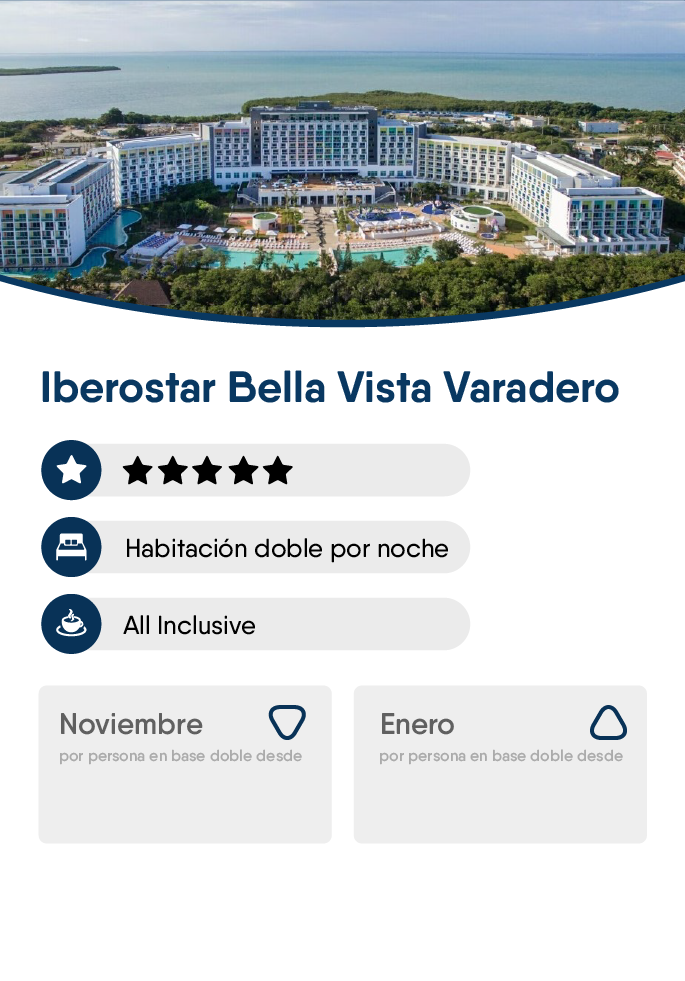 Iberostar Bella Vista Varadero
Habitación doble por noche
All Inclusive
Noviembre
por persona en base doble desde
Enero
por persona en base doble desde